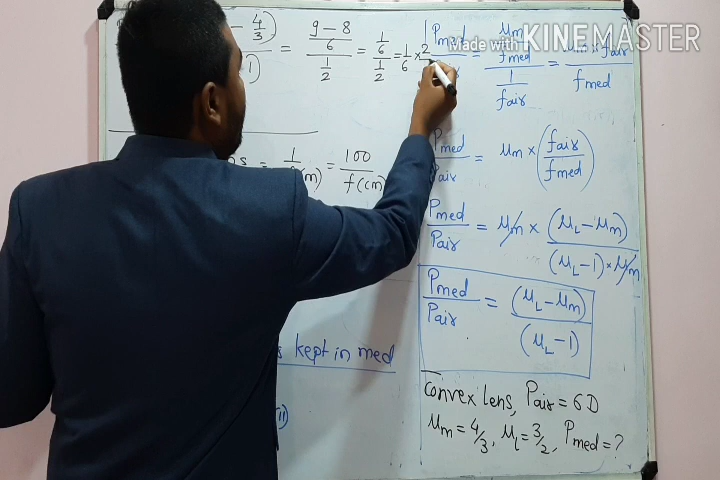 Made with KINEMASTER
- 4/3) = (9-8)/6 / 1/2 = 1/6 / 1/2 = 1/6 × 2
1)
Pmed = μm/fmed / 1/fair = μm × fair / fmed
= 1/(m) = 100/f(cm)
Pmed/Pair = μm × (fair/fmed)
Pmed/Pair = μm × (μL-μm)/(μL-1)×μm
Pmed/Pair = (μL-μm)/(μL-1)
kept in med
convex lens, Pair = 6D
μm = 4/3, μL = 3/2, Pmed = ?